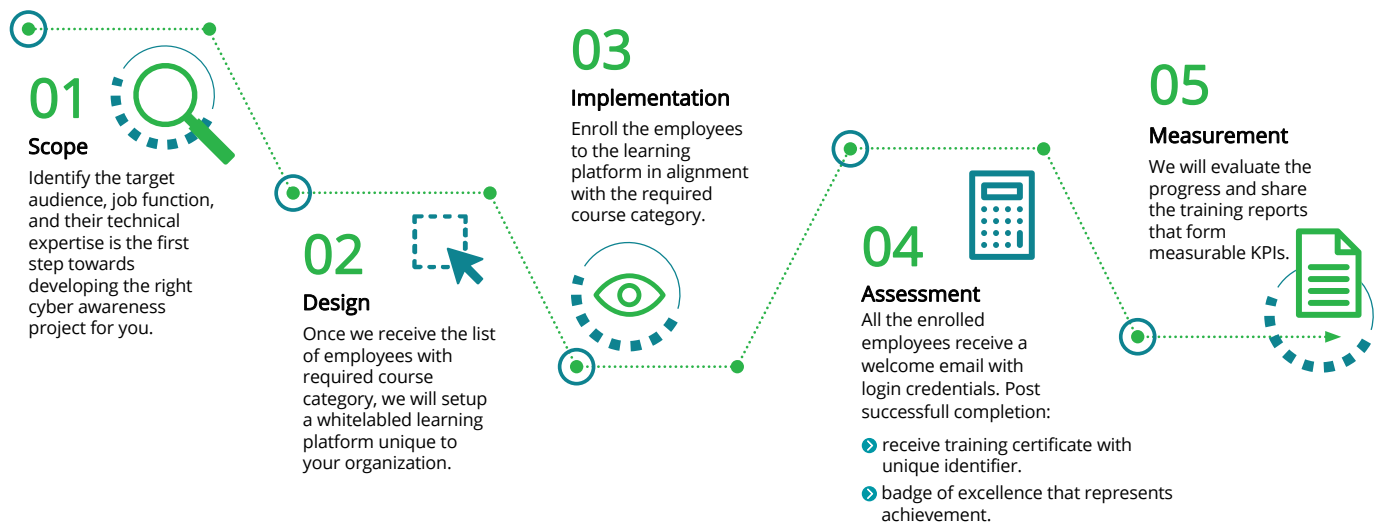 01
Scope
Identify the target
audience, job function,
and their technical
expertise is the first
step towards
developing the right
cyber awareness
project for you.
02
Design
Once we receive the list
of employees with
required course
category, we will setup
a whitelabled learning
platform unique to
your organization.
03
Implementation
Enroll the employees
to the learning
platform in alignment
with the required
course category.
04
Assessment
All the enrolled
employees receive a
welcome email with
login credentials. Post
successfull completion:
receive training certificate with
unique identifier.
badge of excellence that represents
achievement.
05
Measurement
We will evaluate the
progress and share
the training reports
that form
measurable KPIs.